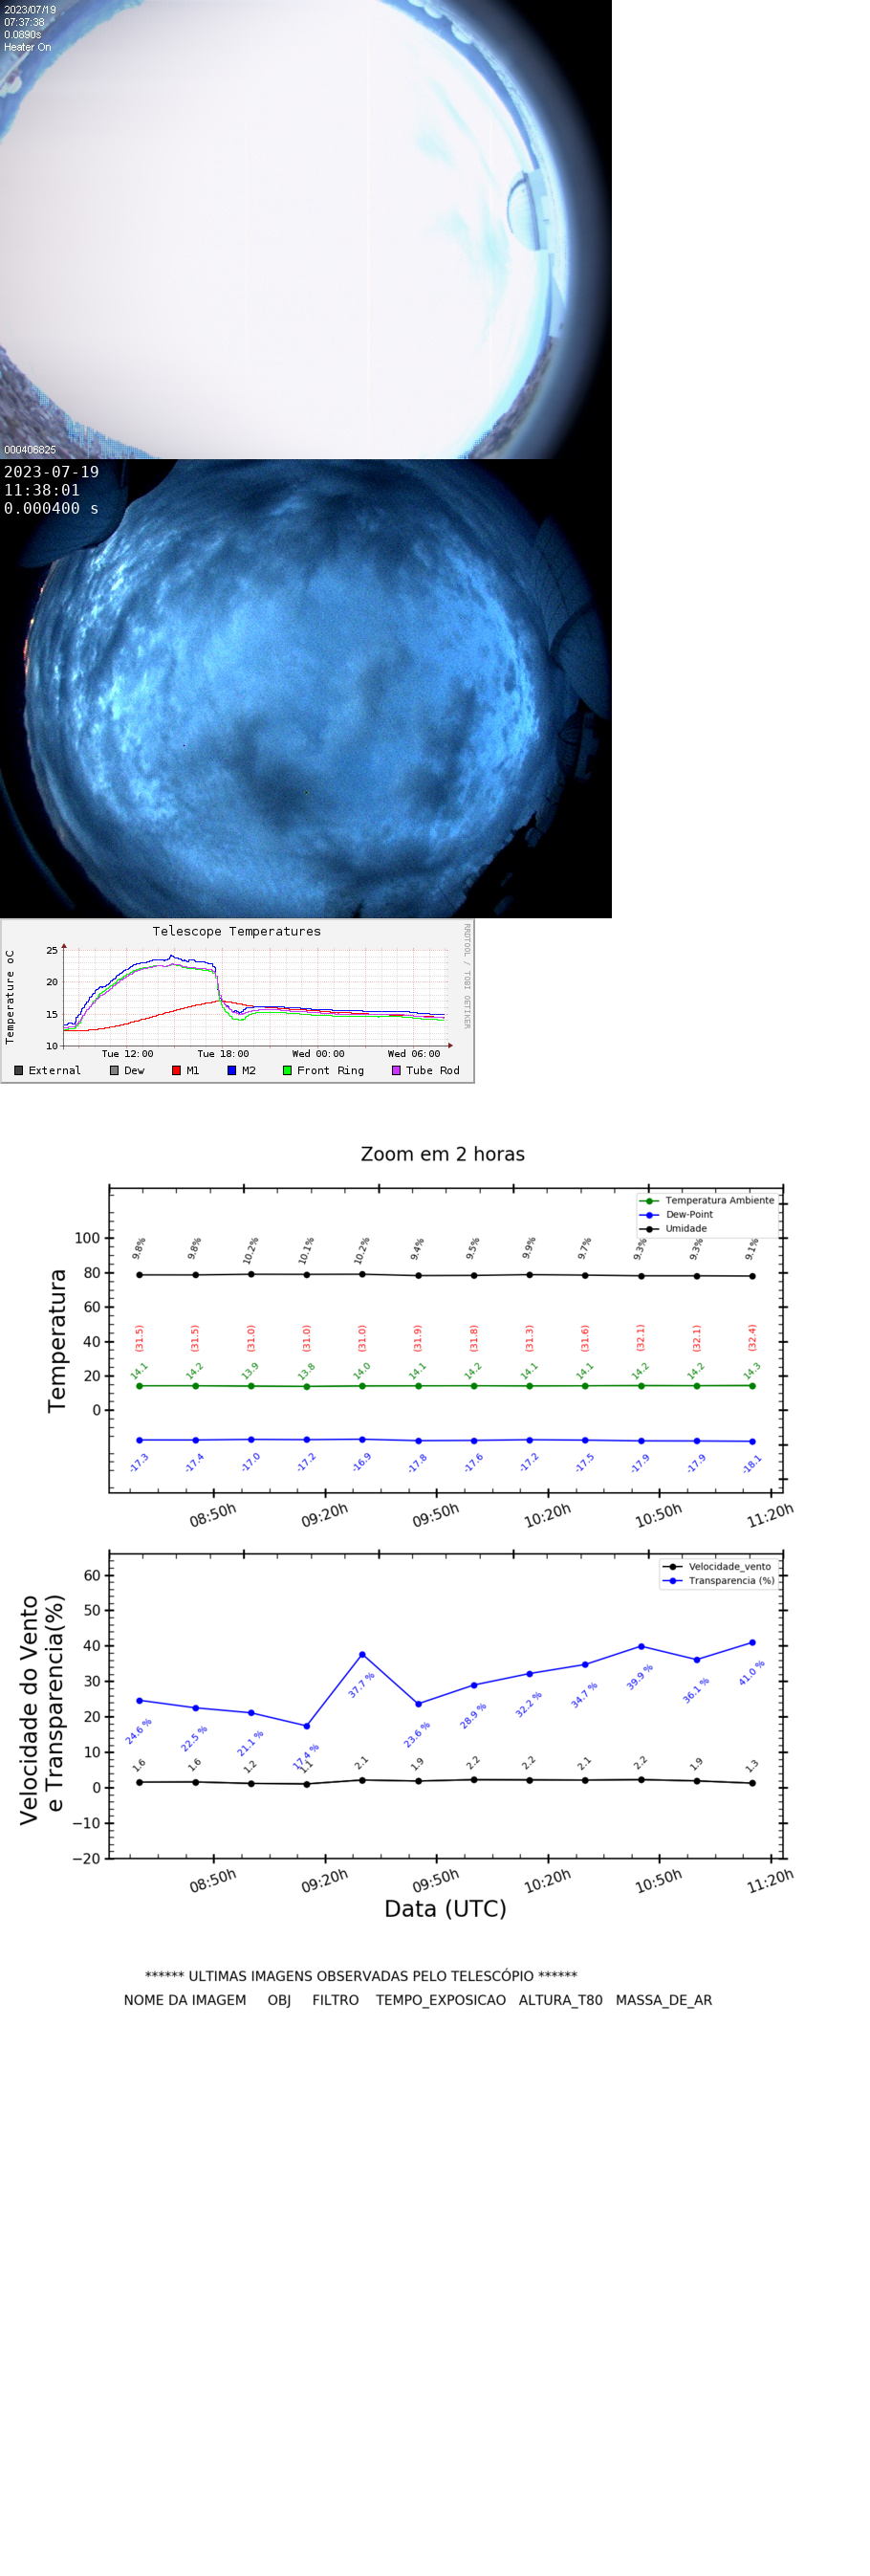 2023/07/19
07:37:38
0.0890s
Heater On
000406825
2023-07-19
11:38:01
0.000400 s
Telescope Temperatures
RRDTOOL / TOBI OETIKER
Temperature oC
25
20
15
10
Tue 12:00 Tue 18:00 Wed 00:00 Wed 06:00
External Dew M1 M2 Front Ring Tube Rod
Zoom em 2 horas
Temperatura
Temperatura Ambiente
Dew-Point
Umidade
100
80
60
40
20
0
9.8% 9.8% 10.2% 10.1% 10.2% 9.4% 9.5% 9.9% 9.7% 9.3% 9.3% 9.1%
(31.5) (31.5) (31.0) (31.0) (31.0) (31.9) (31.8) (31.3) (31.6) (32.1) (32.1) (32.4)
14.1 14.2 13.9 13.8 14.0 14.1 14.2 14.1 14.1 14.2 14.2 14.3
-17.3 -17.4 -17.0 -17.2 -16.9 -17.8 -17.6 -17.2 -17.5 -17.9 -17.9 -18.1
08:50h 09:20h 09:50h 10:20h 10:50h 11:20h
Velocidade do Vento
e Transparencia(%)
Velocidade_vento
Transparencia (%)
60
50
40
30
20
10
0
−10
−20
24.6 % 22.5 % 21.1 % 17.4 % 37.7 % 23.6 % 28.9 % 32.2 % 34.7 % 39.9 % 36.1 % 41.0 %
1.6 1.6 1.2 1.1 2.1 1.9 2.2 2.2 2.1 2.2 1.9 1.3
08:50h 09:20h 09:50h 10:20h 10:50h 11:20h
Data (UTC)
****** ULTIMAS IMAGENS OBSERVADAS PELO TELESCÓPIO ******
NOME DA IMAGEM OBJ FILTRO TEMPO_EXPOSICAO ALTURA_T80 MASSA_DE_AR